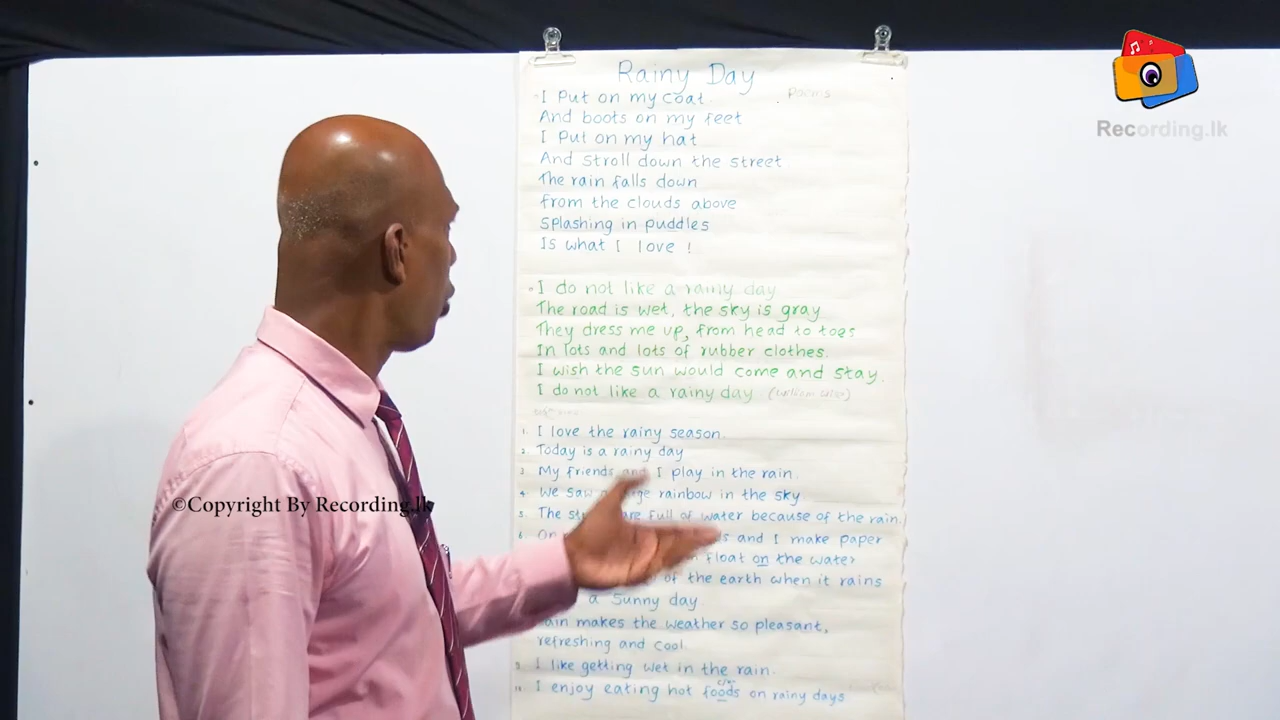 Recording.lk
Rainy Day
Poems
I Put on my coat
And boots on my feet
I Put on my hat
And stroll down the street
The rain falls down
from the clouds above
Splashing in puddles
Is what I love !
I do not like a rainy day
The road is wet, the sky is gray
They dress me up, from head to toes
In lots and lots of rubber clothes.
I wish the sun would come and stay.
I do not like a rainy day
1. I love the rainy season.
2. Today is a rainy day
3. My friends and I play in the rain.
4. We saw rainbow in the sky
5. The are full of water because of the rain.
6. and I make paper
float on the water
of the earth when it rains
a Sunny day.
makes the weather so pleasant,
refreshing and cool.
9. I like getting wet in the rain.
10. I enjoy eating hot foods on rainy days
©Copyright By Recording.lk